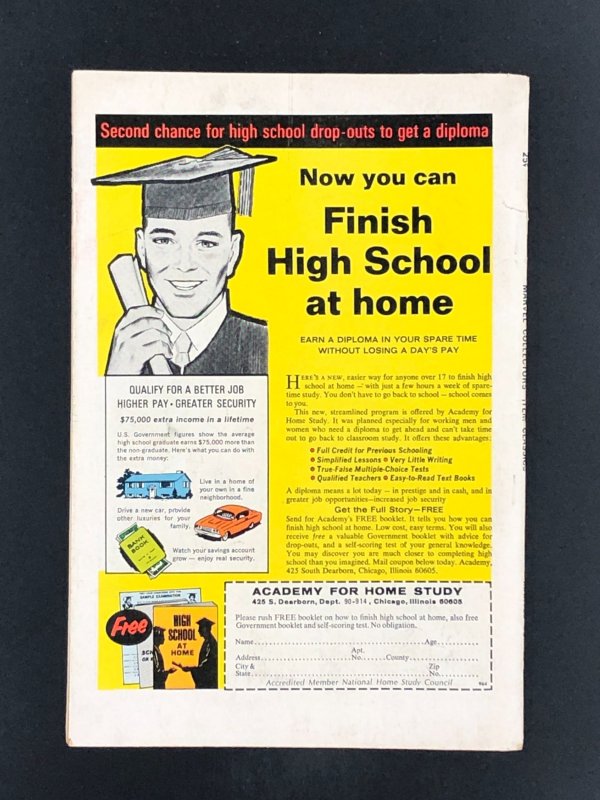 Second chance for high school drop-outs to get a diploma
Now you can
Finish
High School
at home
EARN A DIPLOMA IN YOUR SPARE TIME
WITHOUT LOSING A DAY'S PAY
HERE'S A NEW, easier way for anyone over 17 to finish high
school at home — with just a few hours a week of spare-
time study. You don't have to go back to school — school comes
to you.
This new, streamlined program is offered by Academy for
Home Study. It was planned especially for working men and
women who need a diploma to get ahead and can't take time
out to go back to classroom study. It offers these advantages:
Full Credit for Previous Schooling
Simplified Lessons • Very Little Writing
True-False Multiple-Choice Tests
Qualified Teachers • Easy-to-Read Text Books
A diploma means a lot today — in prestige and in cash, and in
greater job opportunities—increased job security
Get the Full Story—FREE
Send for Academy's FREE booklet. It tells you how you can
finish high school at home. Low cost, easy terms. You will also
receive free a valuable Government booklet with advice for
drop-outs, and a self-scoring test of your general knowledge.
You may discover you are much closer to completing high
school than you imagined. Mail coupon below today. Academy,
425 South Dearborn, Chicago, Illinois 60605.
QUALIFY FOR A BETTER JOB
HIGHER PAY • GREATER SECURITY
$75,000 extra income in a lifetime
U.S. Government figures show the average
high school graduate earns $75,000 more than
the non-graduate. Here's what you can do with
the extra money:
Live in a home of
your own in a fine
neighborhood.
Drive a new car, provide
other luxuries for your
family.
BANK
BOOK
Watch your savings account
grow — enjoy real security.
SAMPLE EXAMINATION
Free
HIGH
SCHOOL
AT
HOME
ACADEMY FOR HOME STUDY
425 S. Dearborn, Dept. 90-914, Chicago, Illinois 60605
Please rush FREE booklet on how to finish high school at home, also free
Government booklet and self-scoring test. No obligation.
Name Age
Apt.
Address No. County
City & Zip
State No.
Accredited Member National Home Study Council
25¢
MARVEL COLLECTORS' ITEM CLASSICS